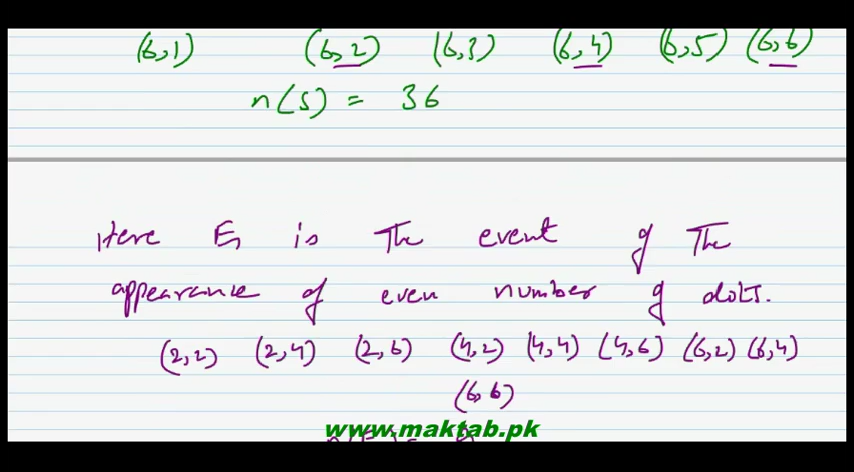 (6,1) (6,2) (6,3) (6,4) (6,5) (6,6)
n(S) = 36
Here E₁ is The event of The
appearance of even number of dots.
(2,2) (2,4) (2,6) (4,2) (4,4) (4,6) (6,2) (6,4)
(6,6)
www.maktab.pk